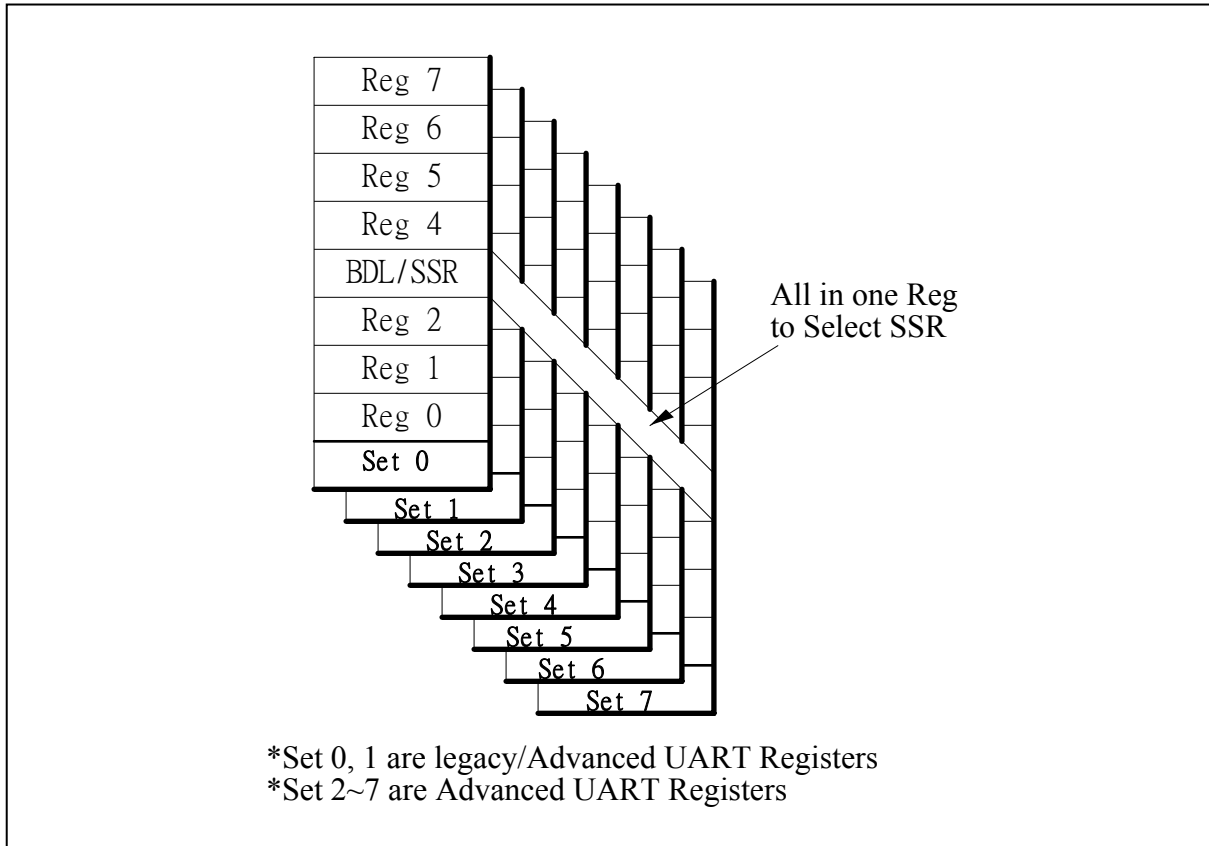 Reg 7
Reg 6
Reg 5
Reg 4
BDL/SSR
Reg 2
Reg 1
Reg 0
Set 0
Set 1
Set 2
Set 3
Set 4
Set 5
Set 6
Set 7
All in one Reg
to Select SSR
*Set 0, 1 are legacy/Advanced UART Registers
*Set 2~7 are Advanced UART Registers